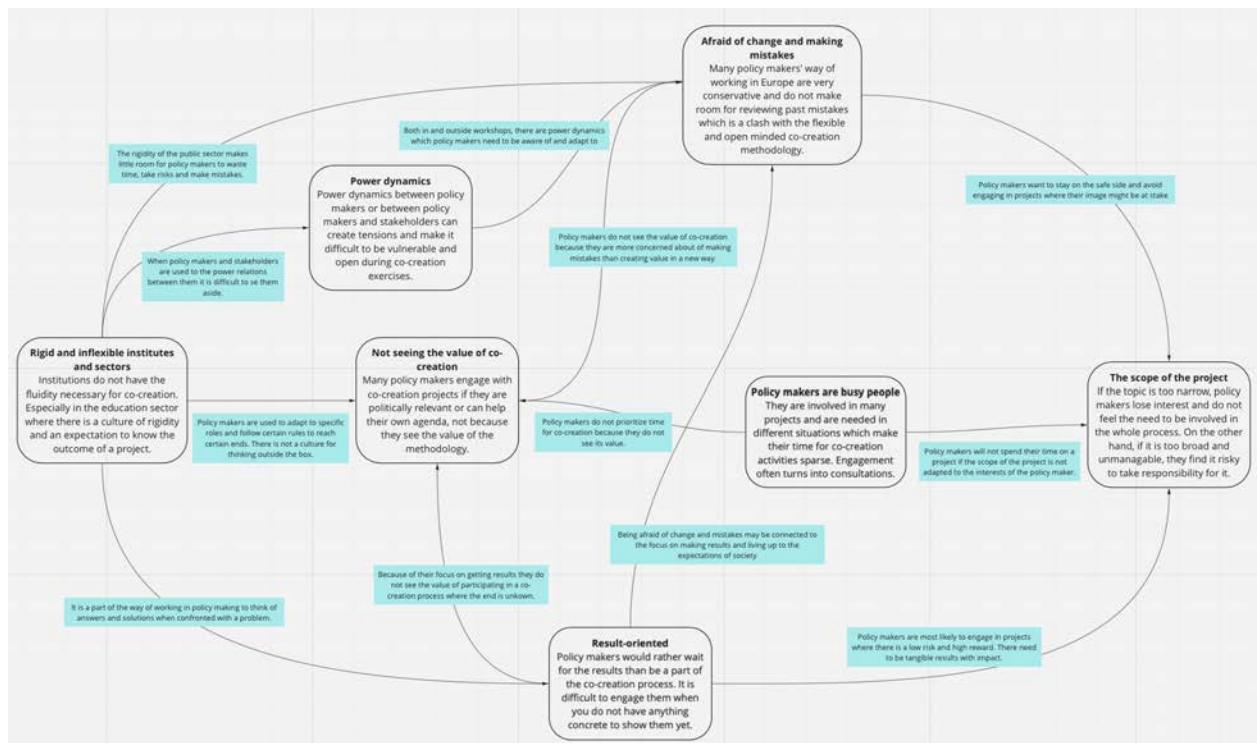 Afraid of change and making
mistakes
Many policy makers' way of
working in Europe are very
conservative and do not make
room for reviewing past mistakes
which is a clash with the flexible
and open minded co-creation
methodology.
Both in and outside workshops, there are power dynamics
which policy makers need to be aware of and adapt to
The rigidity of the public sector makes
little room for policy makers to waste
time, take risks and make mistakes.
Power dynamics
Power dynamics between policy
makers or between policy
makers and stakeholders can
create tensions and make it
difficult to be vulnerable and
open during co-creation
exercises.
Policy makers want to stay on the safe side and avoid
engaging in projects where their image might be at stake
Policy makers do not see the value of co-creation
because they are more concerned about of making
mistakes than creating value in a new way.
When policy makers and stakeholders
are used to the power relations
between them it is difficult to se them
aside.
Rigid and inflexible institutes
and sectors
Institutions do not have the
fluidity necessary for co-creation.
Especially in the education sector
where there is a culture of rigidity
and an expectation to know the
outcome of a project.
Policy makers are used to adapt to specific
roles and follow certain rules to reach
certain ends. There is not a culture for
thinking outside the box.
Not seeing the value of co-
creation
Many policy makers engage with
co-creation projects if they are
politically relevant or can help
their own agenda, not because
they see the value of the
methodology.
Policy makers do not prioritize time
for co-creation because they do not
see its value.
Policy makers are busy people
They are involved in many
projects and are needed in
different situations which make
their time for co-creation
activities sparse. Engagement
often turns into consultations.
Policy makers will not spend their time on a
project if the scope of the project is not
adapted to the interests of the policy maker.
The scope of the project
If the topic is too narrow, policy
makers lose interest and do not
feel the need to be involved in
the whole process. On the other
hand, if it is too broad and
unmanagable, they find it risky
to take responsibility for it.
Being afraid of change and mistakes may be connected to
the focus on making results and living up to the
expectations of society
Because of their focus on getting results they do
not see the value of participating in a co-
creation process where the end is unkown.
It is a part of the way of working in policy making to think of
answers and solutions when confronted with a problem.
Result-oriented
Policy makers would rather wait
for the results than be a part of
the co-creation process. It is
difficult to engage them when
you do not have anything
concrete to show them yet.
Policy makers are most likely to engage in projects
where there is a low risk and high reward. There need
to be tangible results with impact.